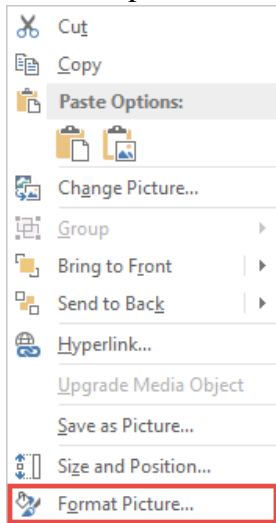 Cut
Copy
Paste Options:
Change Picture...
Group
Bring to Front
Send to Back
Hyperlink...
Upgrade Media Object
Save as Picture...
Size and Position...
Format Picture...